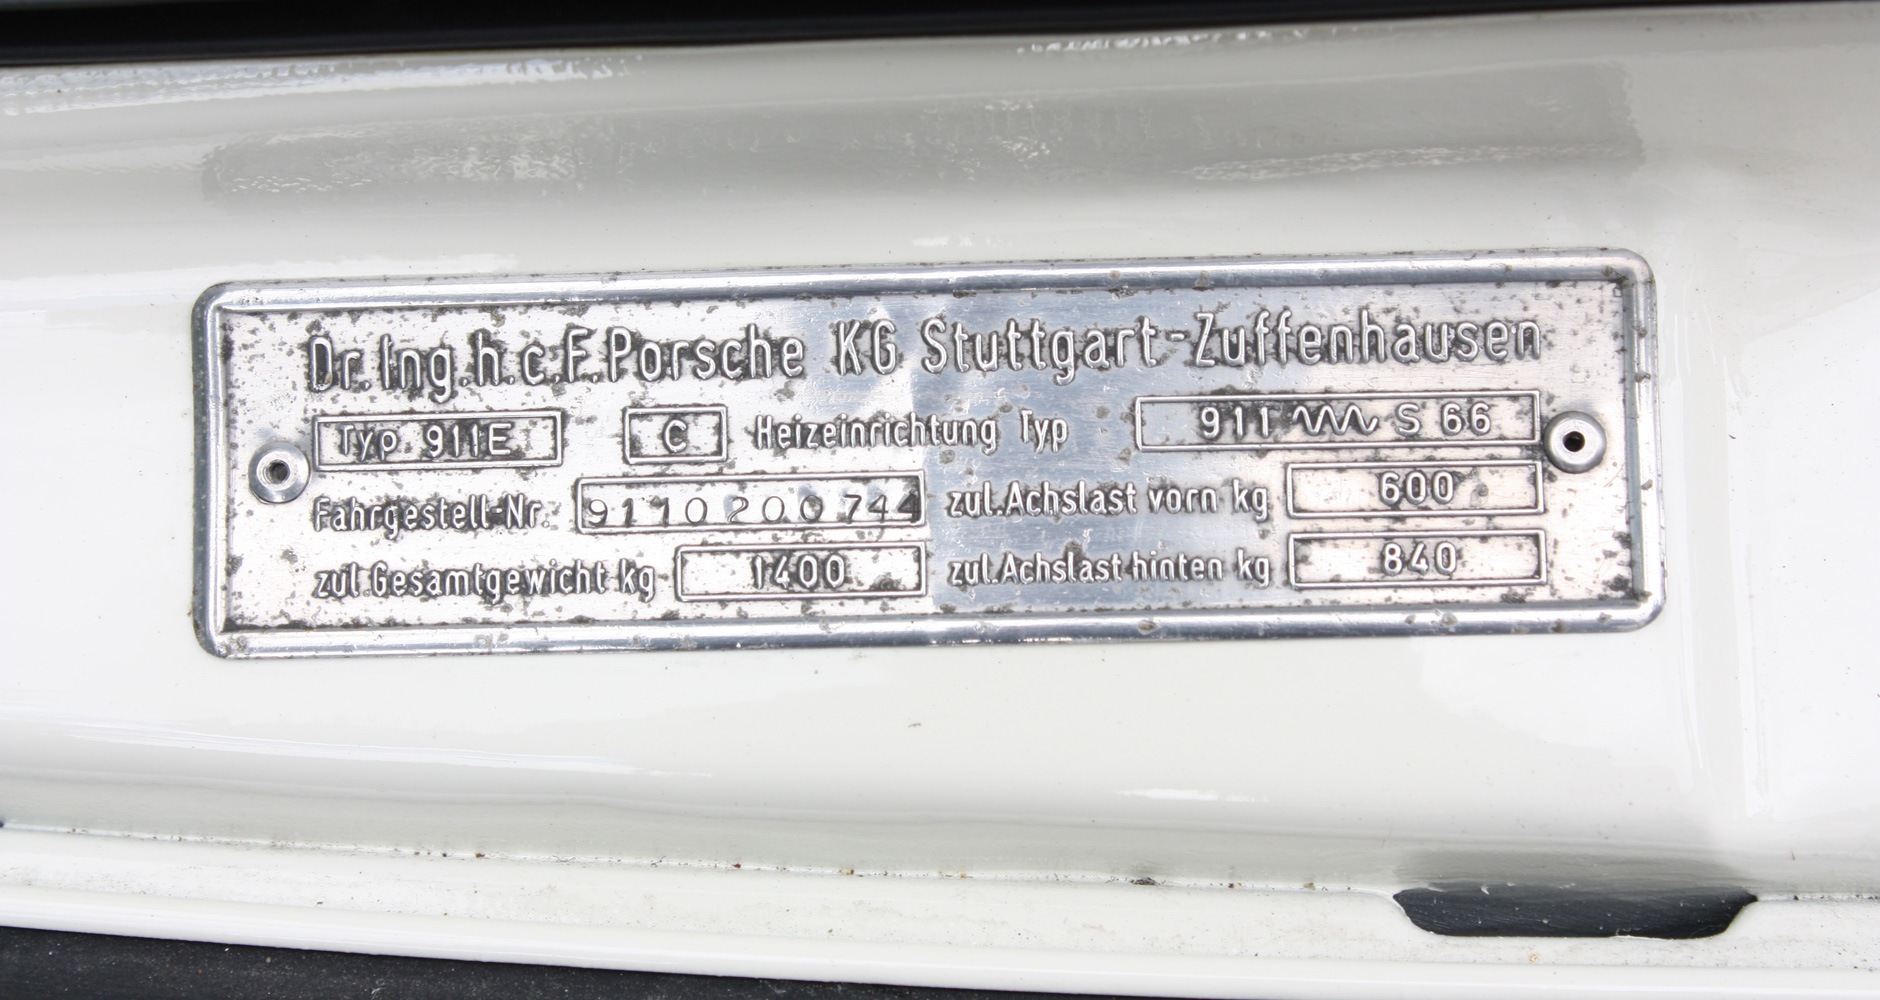 Dr. Ing. h. c. F. Porsche KG Stuttgart-Zuffenhausen
Typ 911E C Heizeinrichtung Typ 911 ~~~ S 66
Fahrgestell-Nr. 9110200744 zul. Achslast vorn kg 600
zul. Gesamtgewicht kg 1400 zul. Achslast hinten kg 840